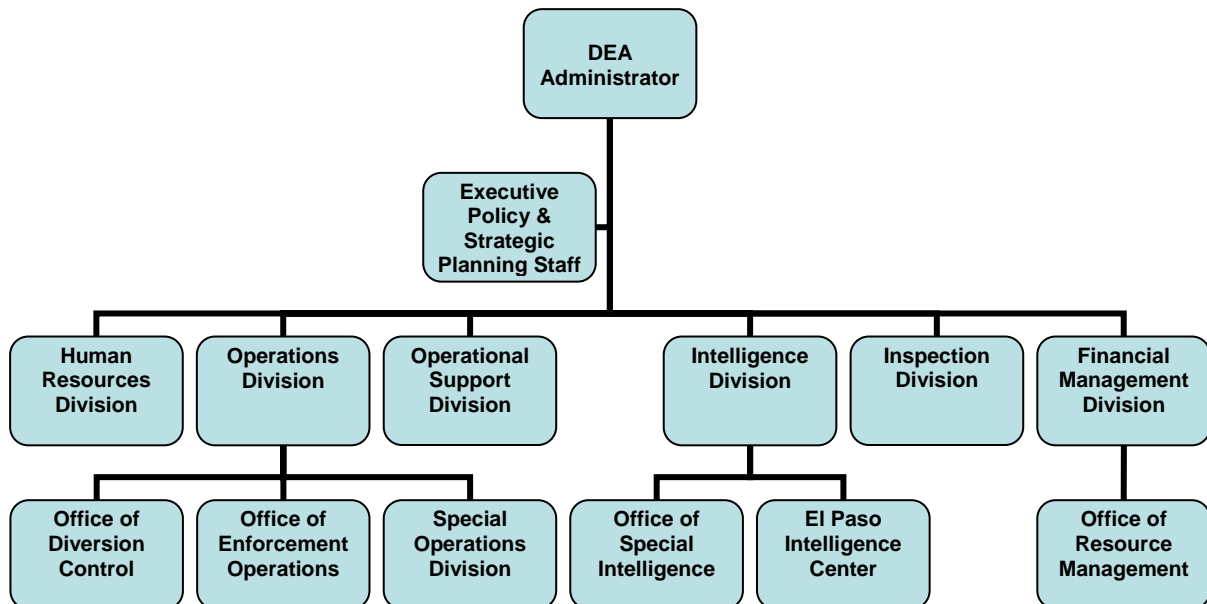 DEA
Administrator
Executive
Policy &
Strategic
Planning Staff
Human
Resources
Division
Operations
Division
Operational
Support
Division
Intelligence
Division
Inspection
Division
Financial
Management
Division
Office of
Diversion
Control
Office of
Enforcement
Operations
Special
Operations
Division
Office of
Special
Intelligence
El Paso
Intelligence
Center
Office of
Resource
Management